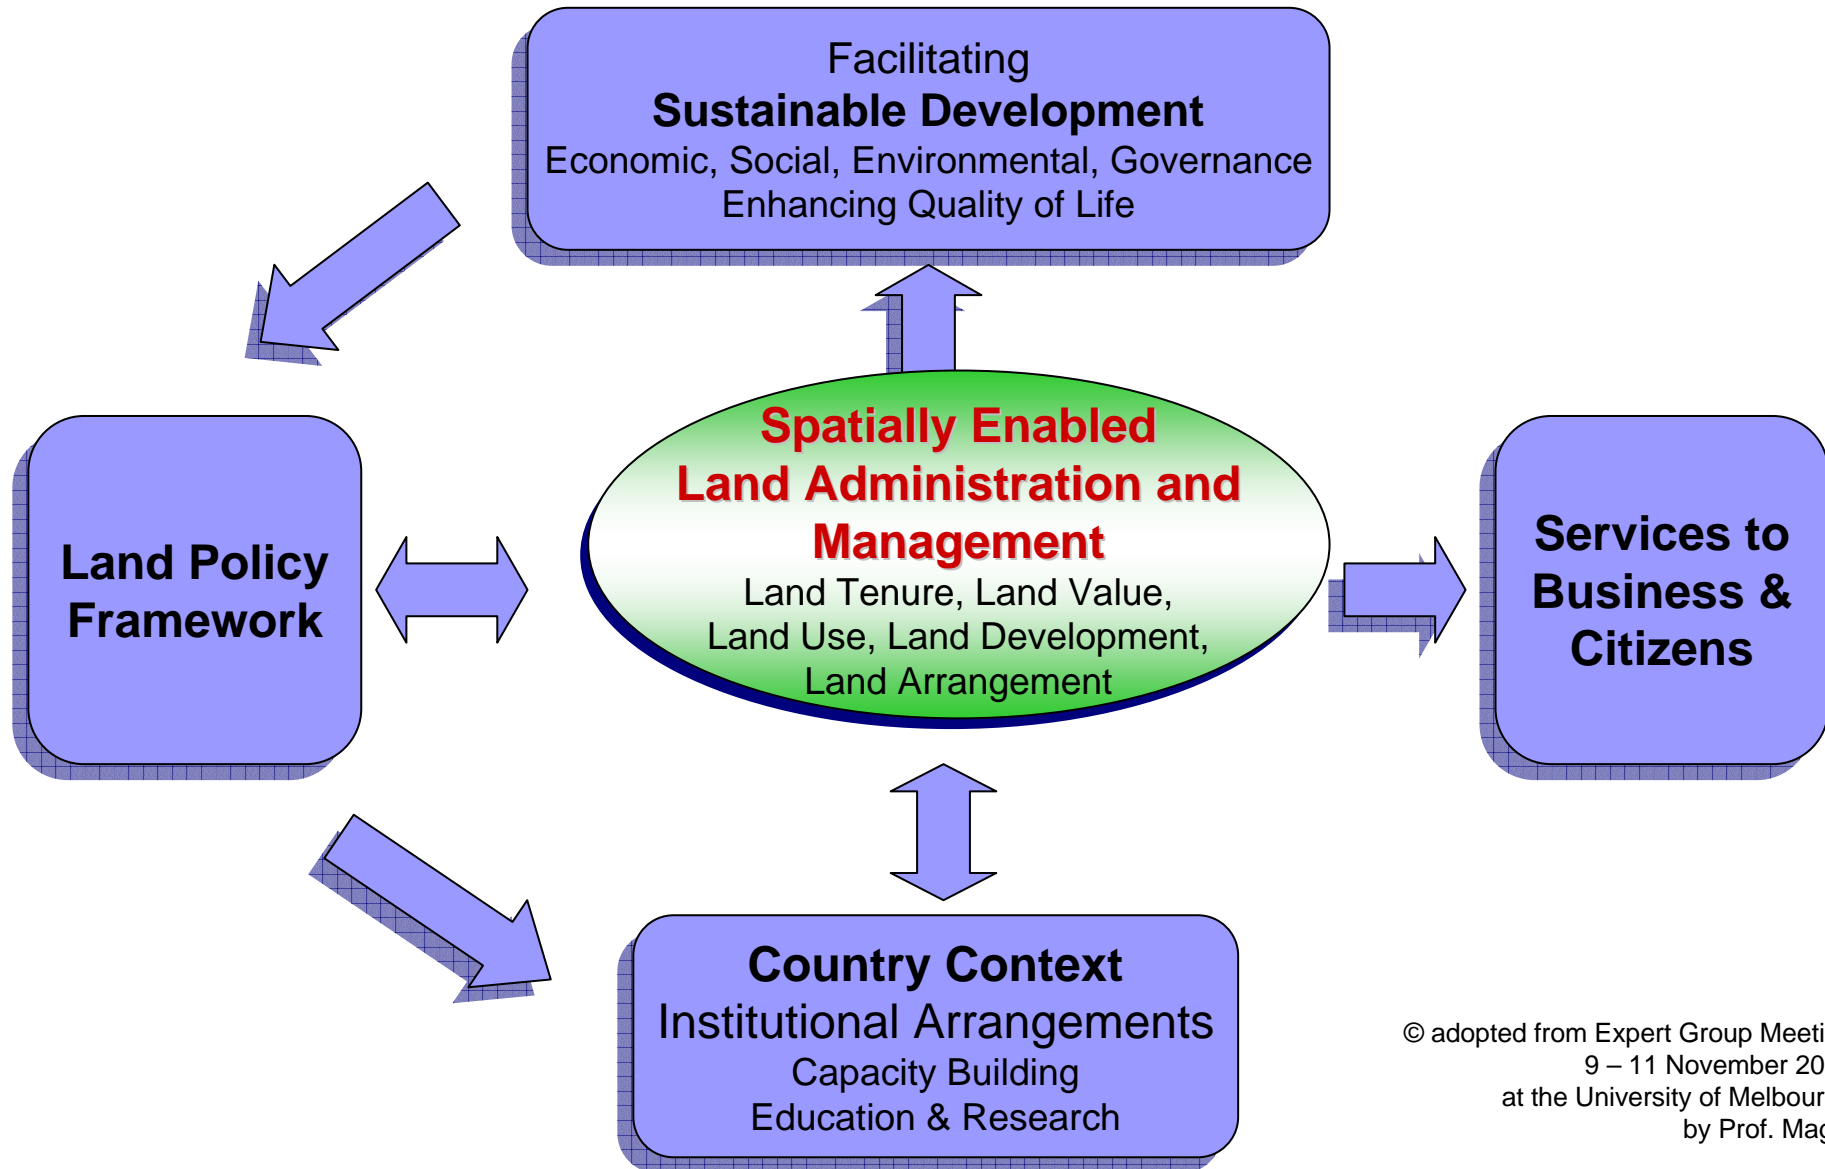 Facilitating
Sustainable Development
Economic, Social, Environmental, Governance
Enhancing Quality of Life
Spatially Enabled
Land Administration and
Management
Land Tenure, Land Value,
Land Use, Land Development,
Land Arrangement
Land Policy
Framework
Services to
Business &
Citizens
Country Context
Institutional Arrangements
Capacity Building
Education & Research
© adopted from Expert Group
9 – 11 November
at the University of
by Prof.